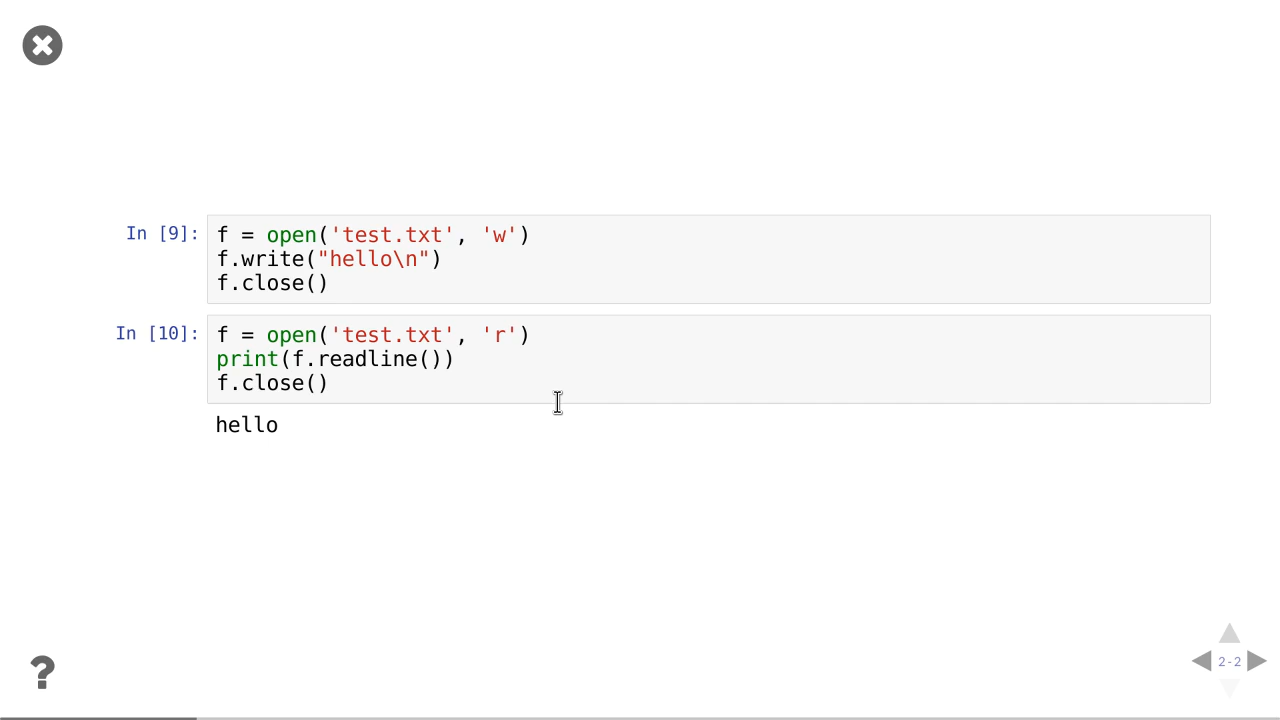 In [9]:
f = open('test.txt', 'w')
f.write("hello\n")
f.close()
In [10]:
f = open('test.txt', 'r')
print(f.readline())
f.close()
hello
?
2-2